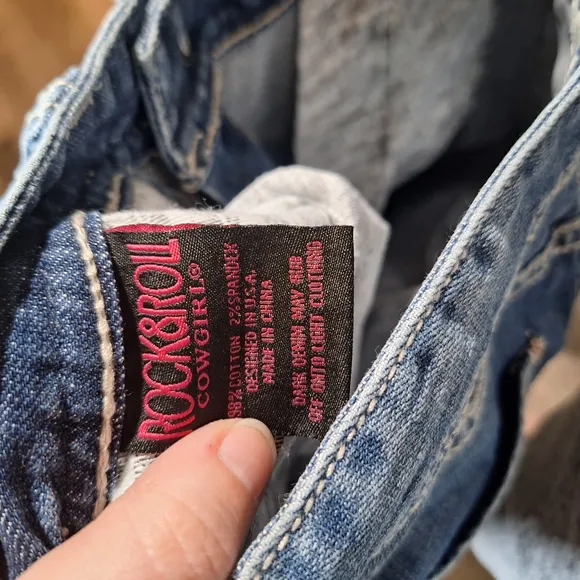 ROCK&ROLL
COWGIRL®
98% COTTON 2% SPANDEX
DESIGNED IN U.S.A.
MADE IN CHINA
DARK DENIM MAY RUB
OFF ONTO LIGHT CLOTHING